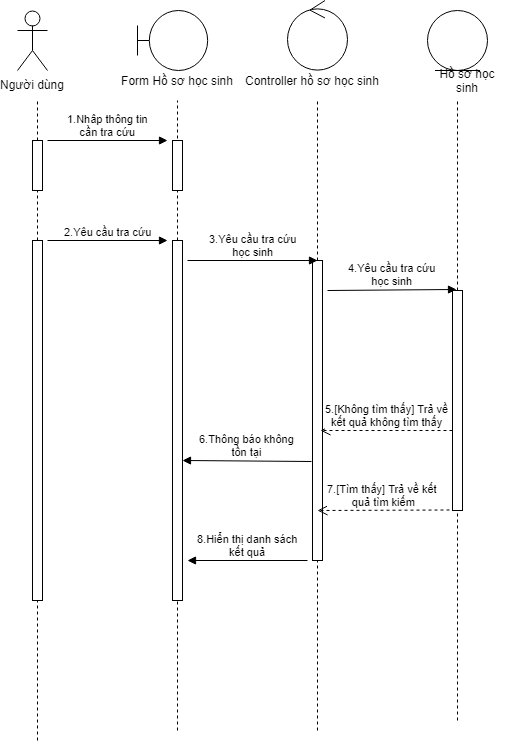 Người dùng
Form Hồ sơ học sinh
Controller hồ sơ học sinh
Hồ sơ học
sinh
1.Nhập thông tin
cần tra cứu
2.Yêu cầu tra cứu
3.Yêu cầu tra cứu
học sinh
4.Yêu cầu tra cứu
học sinh
5.[Không tìm thấy] Trả về
kết quả không tìm thấy
6.Thông báo không
tồn tại
7.[Tìm thấy] Trả về kết
quả tìm kiếm
8.Hiển thị danh sách
kết quả